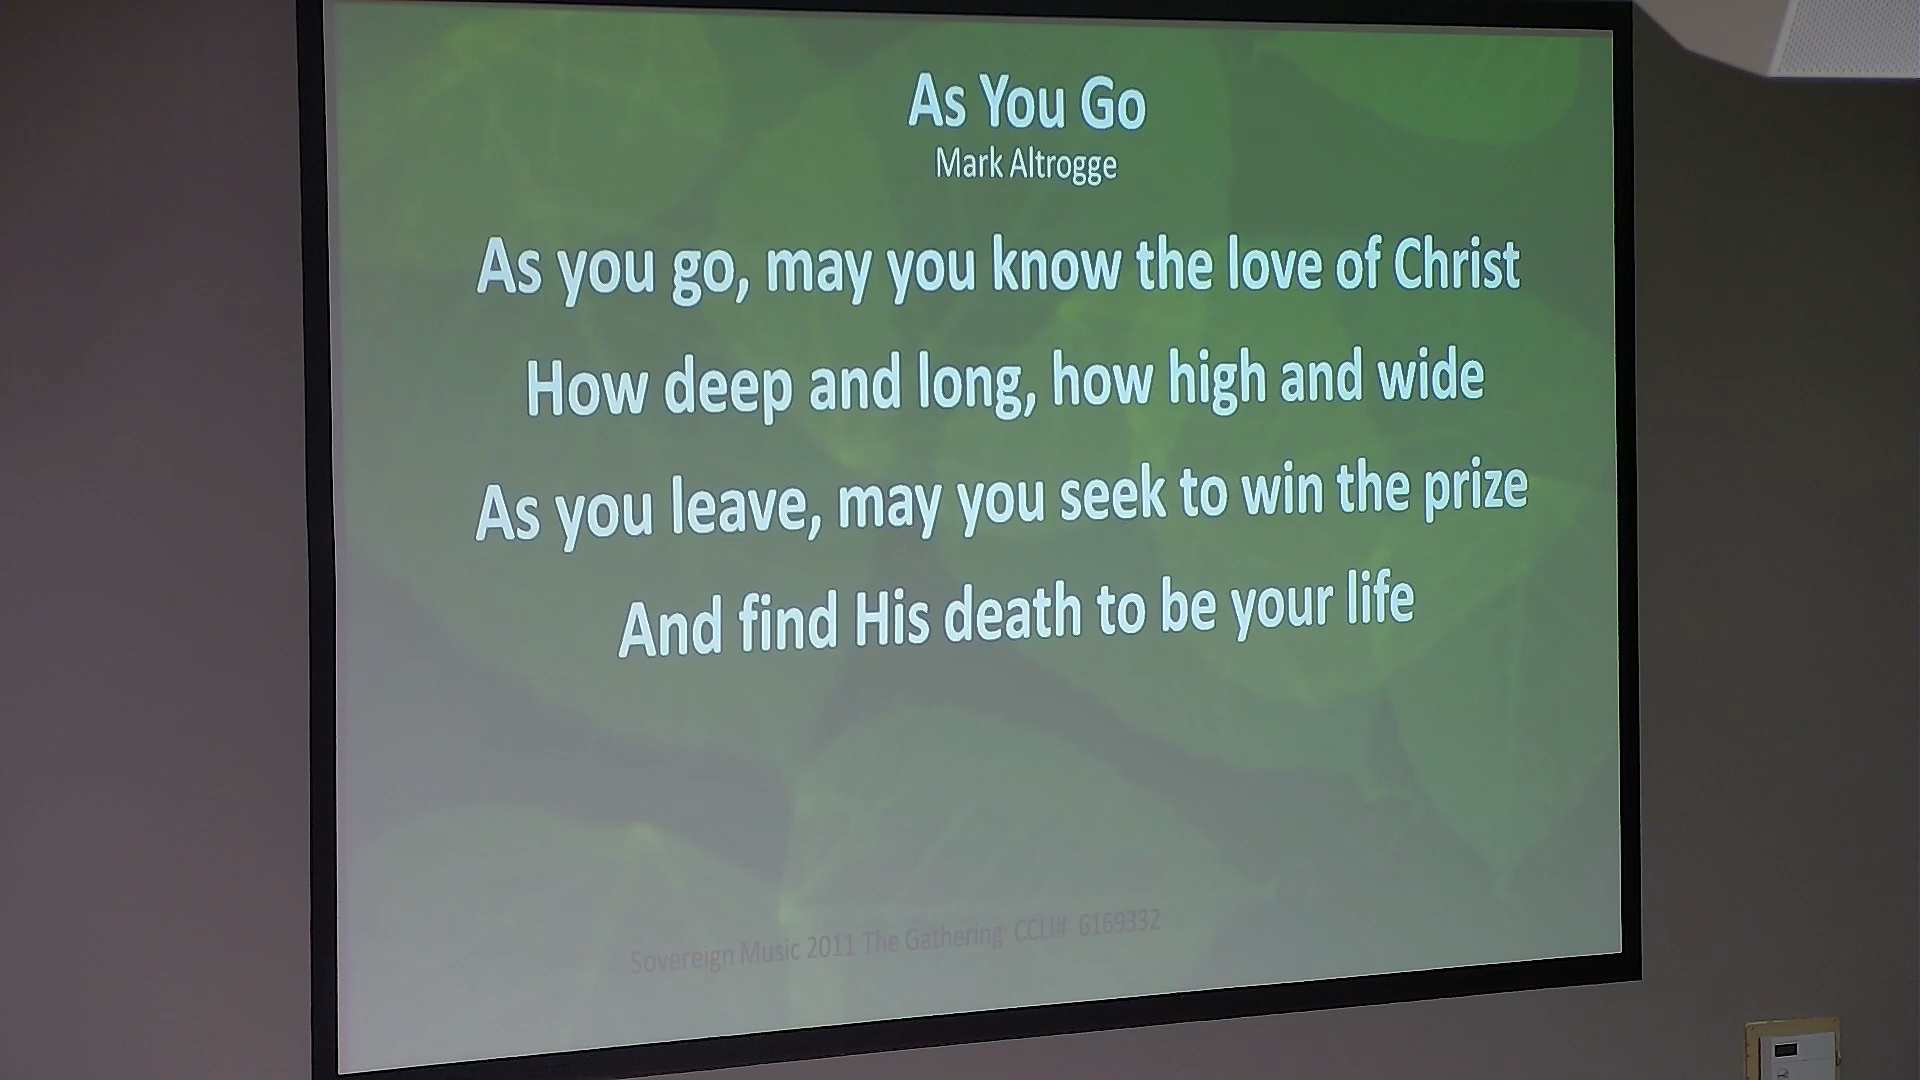 As You Go
Mark Altrogge
As you go, may you know the love of Christ
How deep and long, how high and wide
As you leave, may you seek to win the prize
And find His death to be your life
Sovereign Music 2011 The Gathering CCLI# 6169332